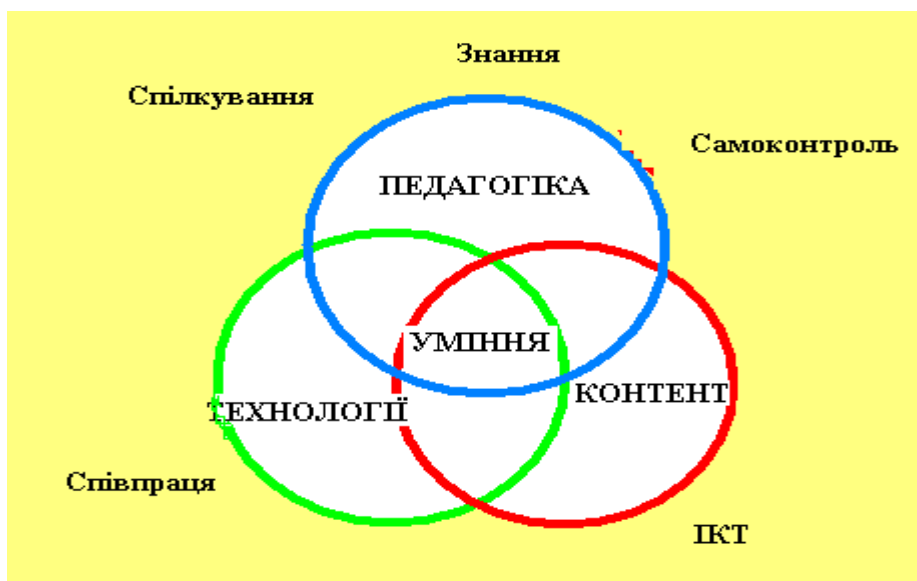 Знання
Спілкування
Самоконтроль
ПЕДАГОГІКА
УМІННЯ
КОНТЕНТ
ТЕХНОЛОГІЇ
Співпраця
ІКТ